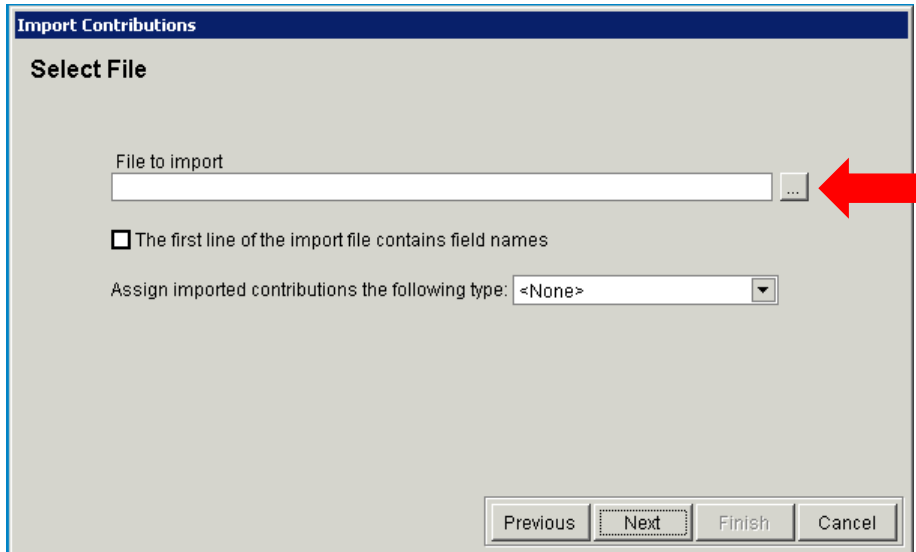 Import Contributions
Select File
File to import
...
The first line of the import file contains field names
Assign imported contributions the following type: <None>
Previous Next Finish Cancel